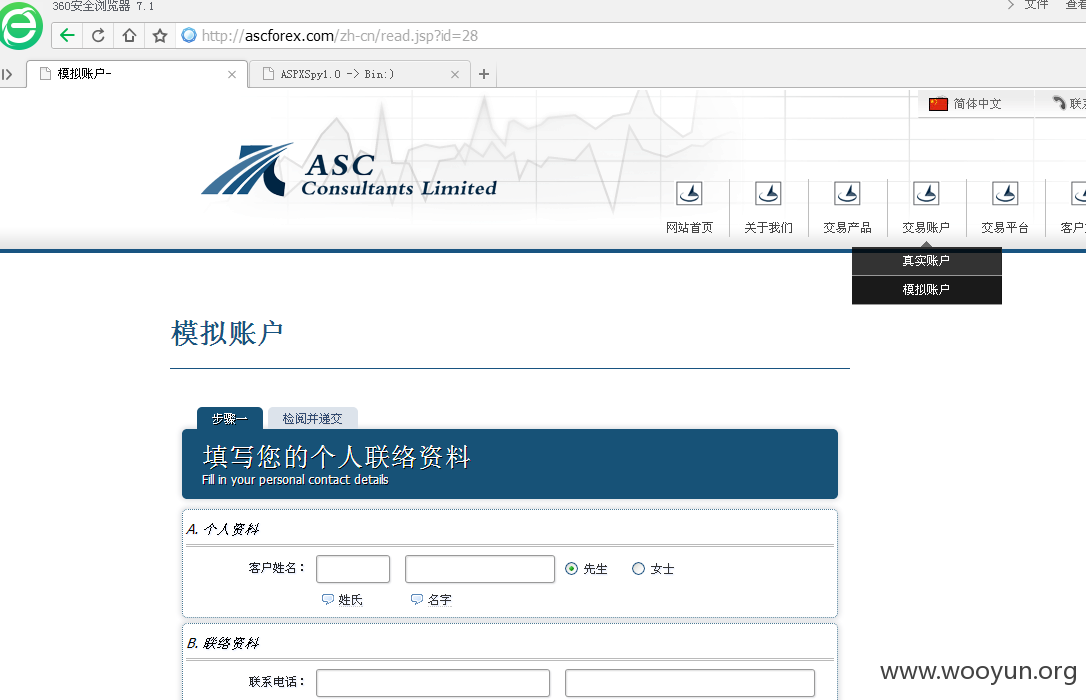 360安全浏览器 7.1
文件 查看
http://ascforex.com/zh-cn/read.jsp?id=28
模拟账户-
ASPXSpy1.0 -> Bin:)
简体中文
联系
ASC
Consultants Limited
网站首页 关于我们 交易产品 交易账户 交易平台 客户
真实账户
模拟账户
模拟账户
步骤一 检阅并递交
填写您的个人联络资料
Fill in your personal contact details
A. 个人资料
客户姓名： 先生 女士
姓氏 名字
B. 联络资料
联系电话：
www.wooyun.org